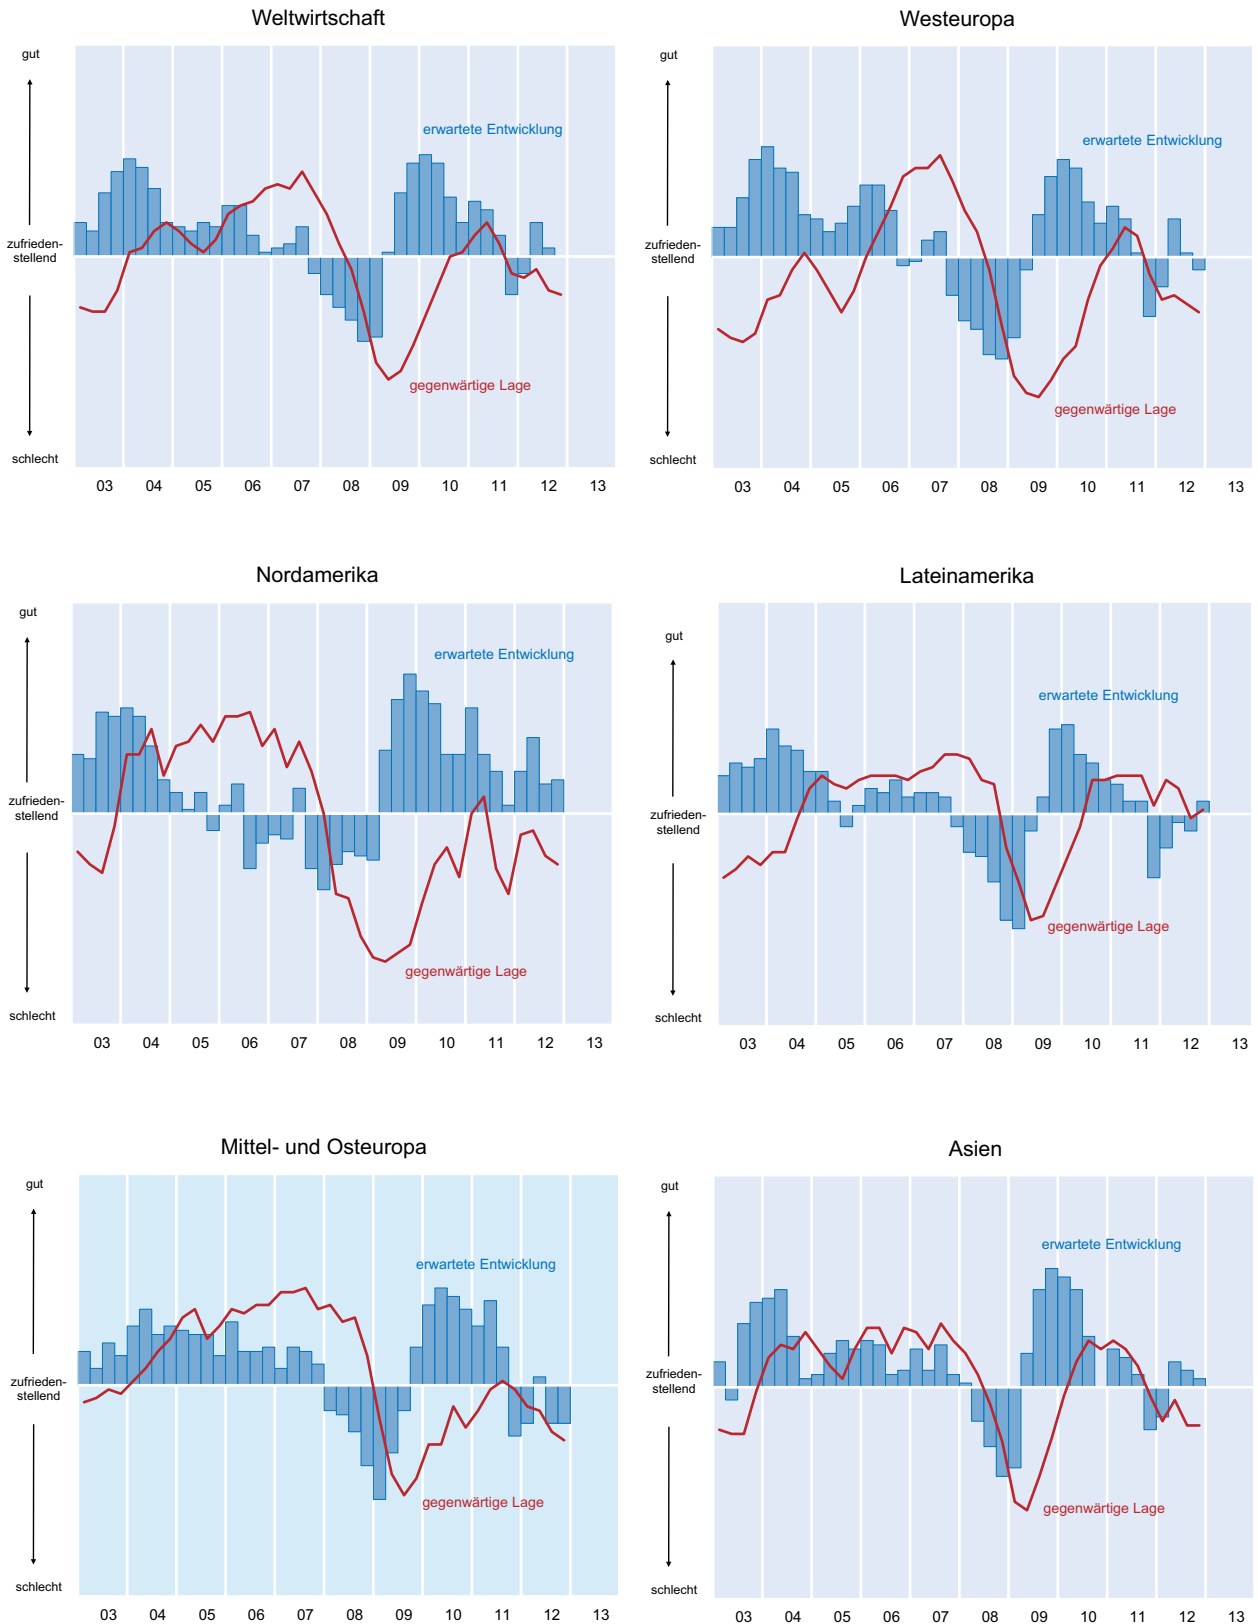 Weltwirtschaft
gut
erwartete Entwicklung
zufrieden-
stellend
gegenwärtige Lage
schlecht
03 04 05 06 07 08 09 10 11 12 13
Westeuropa
gut
erwartete Entwicklung
zufrieden-
stellend
gegenwärtige Lage
schlecht
03 04 05 06 07 08 09 10 11 12 13
Nordamerika
gut
erwartete Entwicklung
zufrieden-
stellend
gegenwärtige Lage
schlecht
03 04 05 06 07 08 09 10 11 12 13
Lateinamerika
gut
erwartete Entwicklung
zufrieden-
stellend
gegenwärtige Lage
schlecht
03 04 05 06 07 08 09 10 11 12 13
Mittel- und Osteuropa
gut
erwartete Entwicklung
zufrieden-
stellend
gegenwärtige Lage
schlecht
03 04 05 06 07 08 09 10 11 12 13
Asien
gut
erwartete Entwicklung
zufrieden-
stellend
gegenwärtige Lage
schlecht
03 04 05 06 07 08 09 10 11 12 13